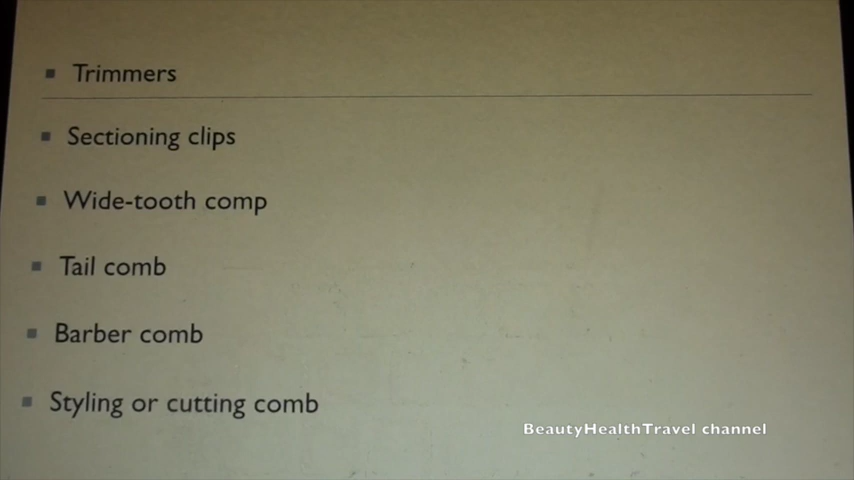 Trimmers
Sectioning clips
Wide-tooth comp
Tail comb
Barber comb
Styling or cutting comb
BeautyHealthTravel channel